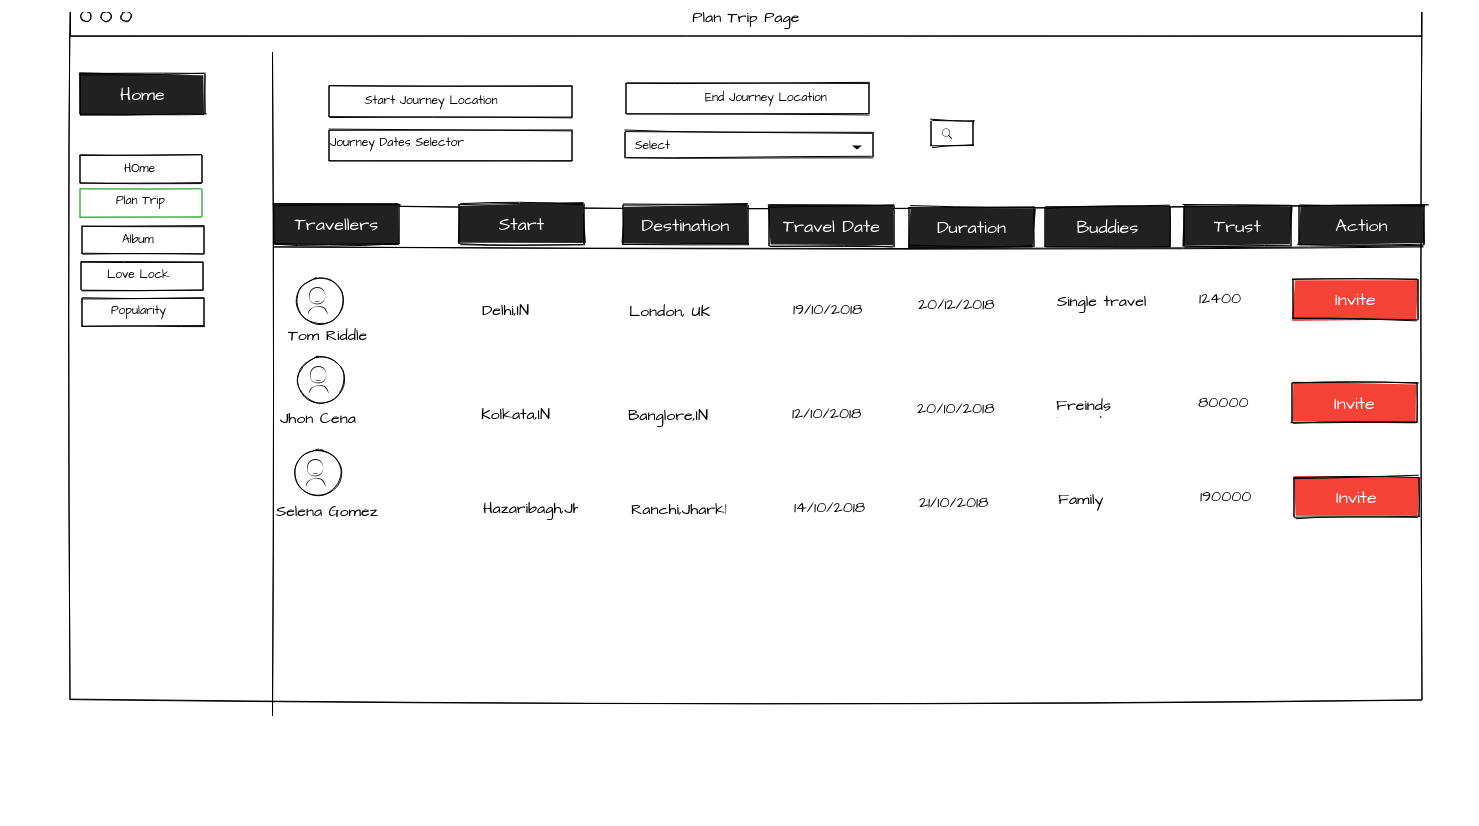 Plan Trip Page
Home
HOme
Plan Trip
Album
Love Lock
Popularity
Start Journey Location
End Journey Location
Journey Dates Selector
Select
Travellers Start Destination Travel Date Duration Buddies Trust Action
Delhi,IN London, UK 19/10/2018 20/12/2018 Single travel 12400 Invite
Tom Riddle
Kolkata,IN Banglore,IN 12/10/2018 20/10/2018 Freinds 80000 Invite
Jhon Cena
Hazaribagh,Jh Ranchi,Jhark 14/10/2018 21/10/2018 Family 190000 Invite
Selena Gomez